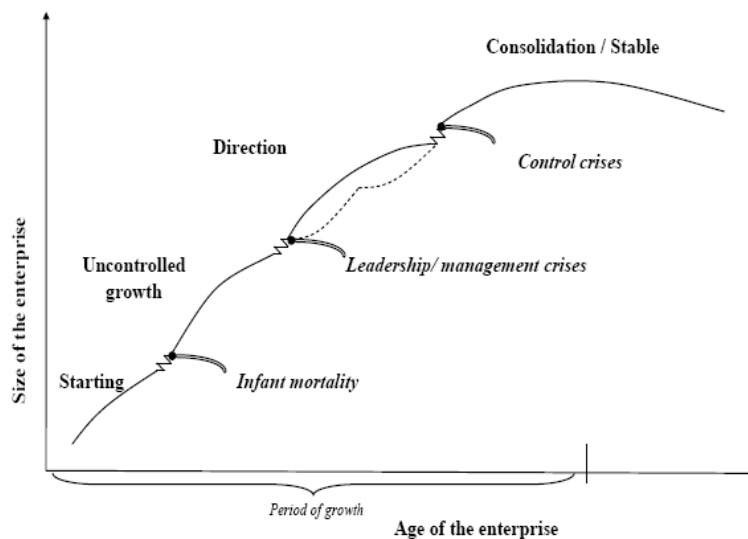 Consolidation / Stable
Direction
Control crises
Uncontrolled
growth
Leadership/ management crises
Starting
Infant mortality
Size of the enterprise
Period of growth
Age of the enterprise